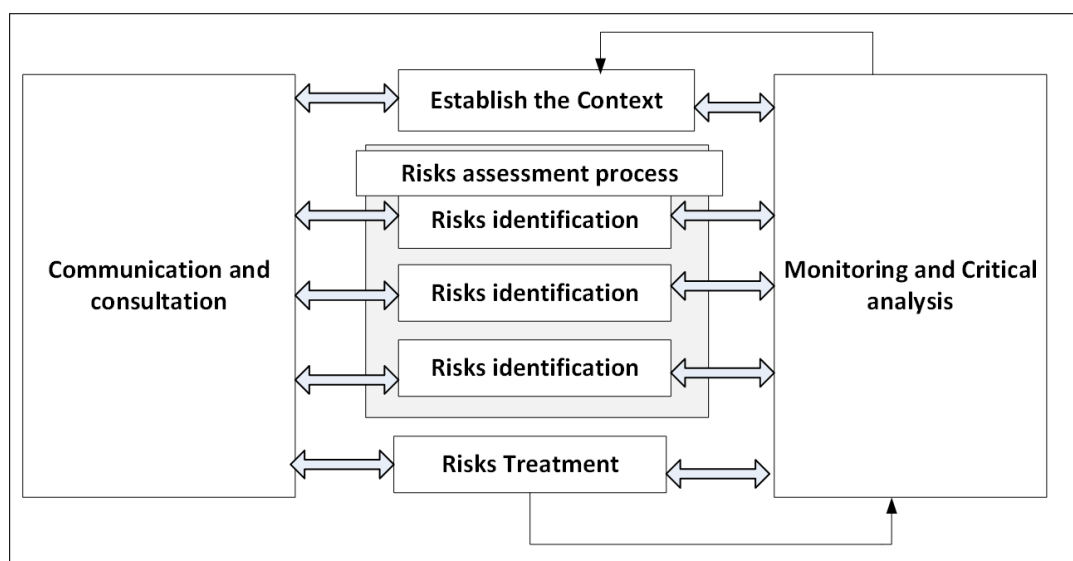 Establish the Context
Risks assessment process
Risks identification
Communication and
consultation
Risks identification
Monitoring and Critical
analysis
Risks identification
Risks Treatment